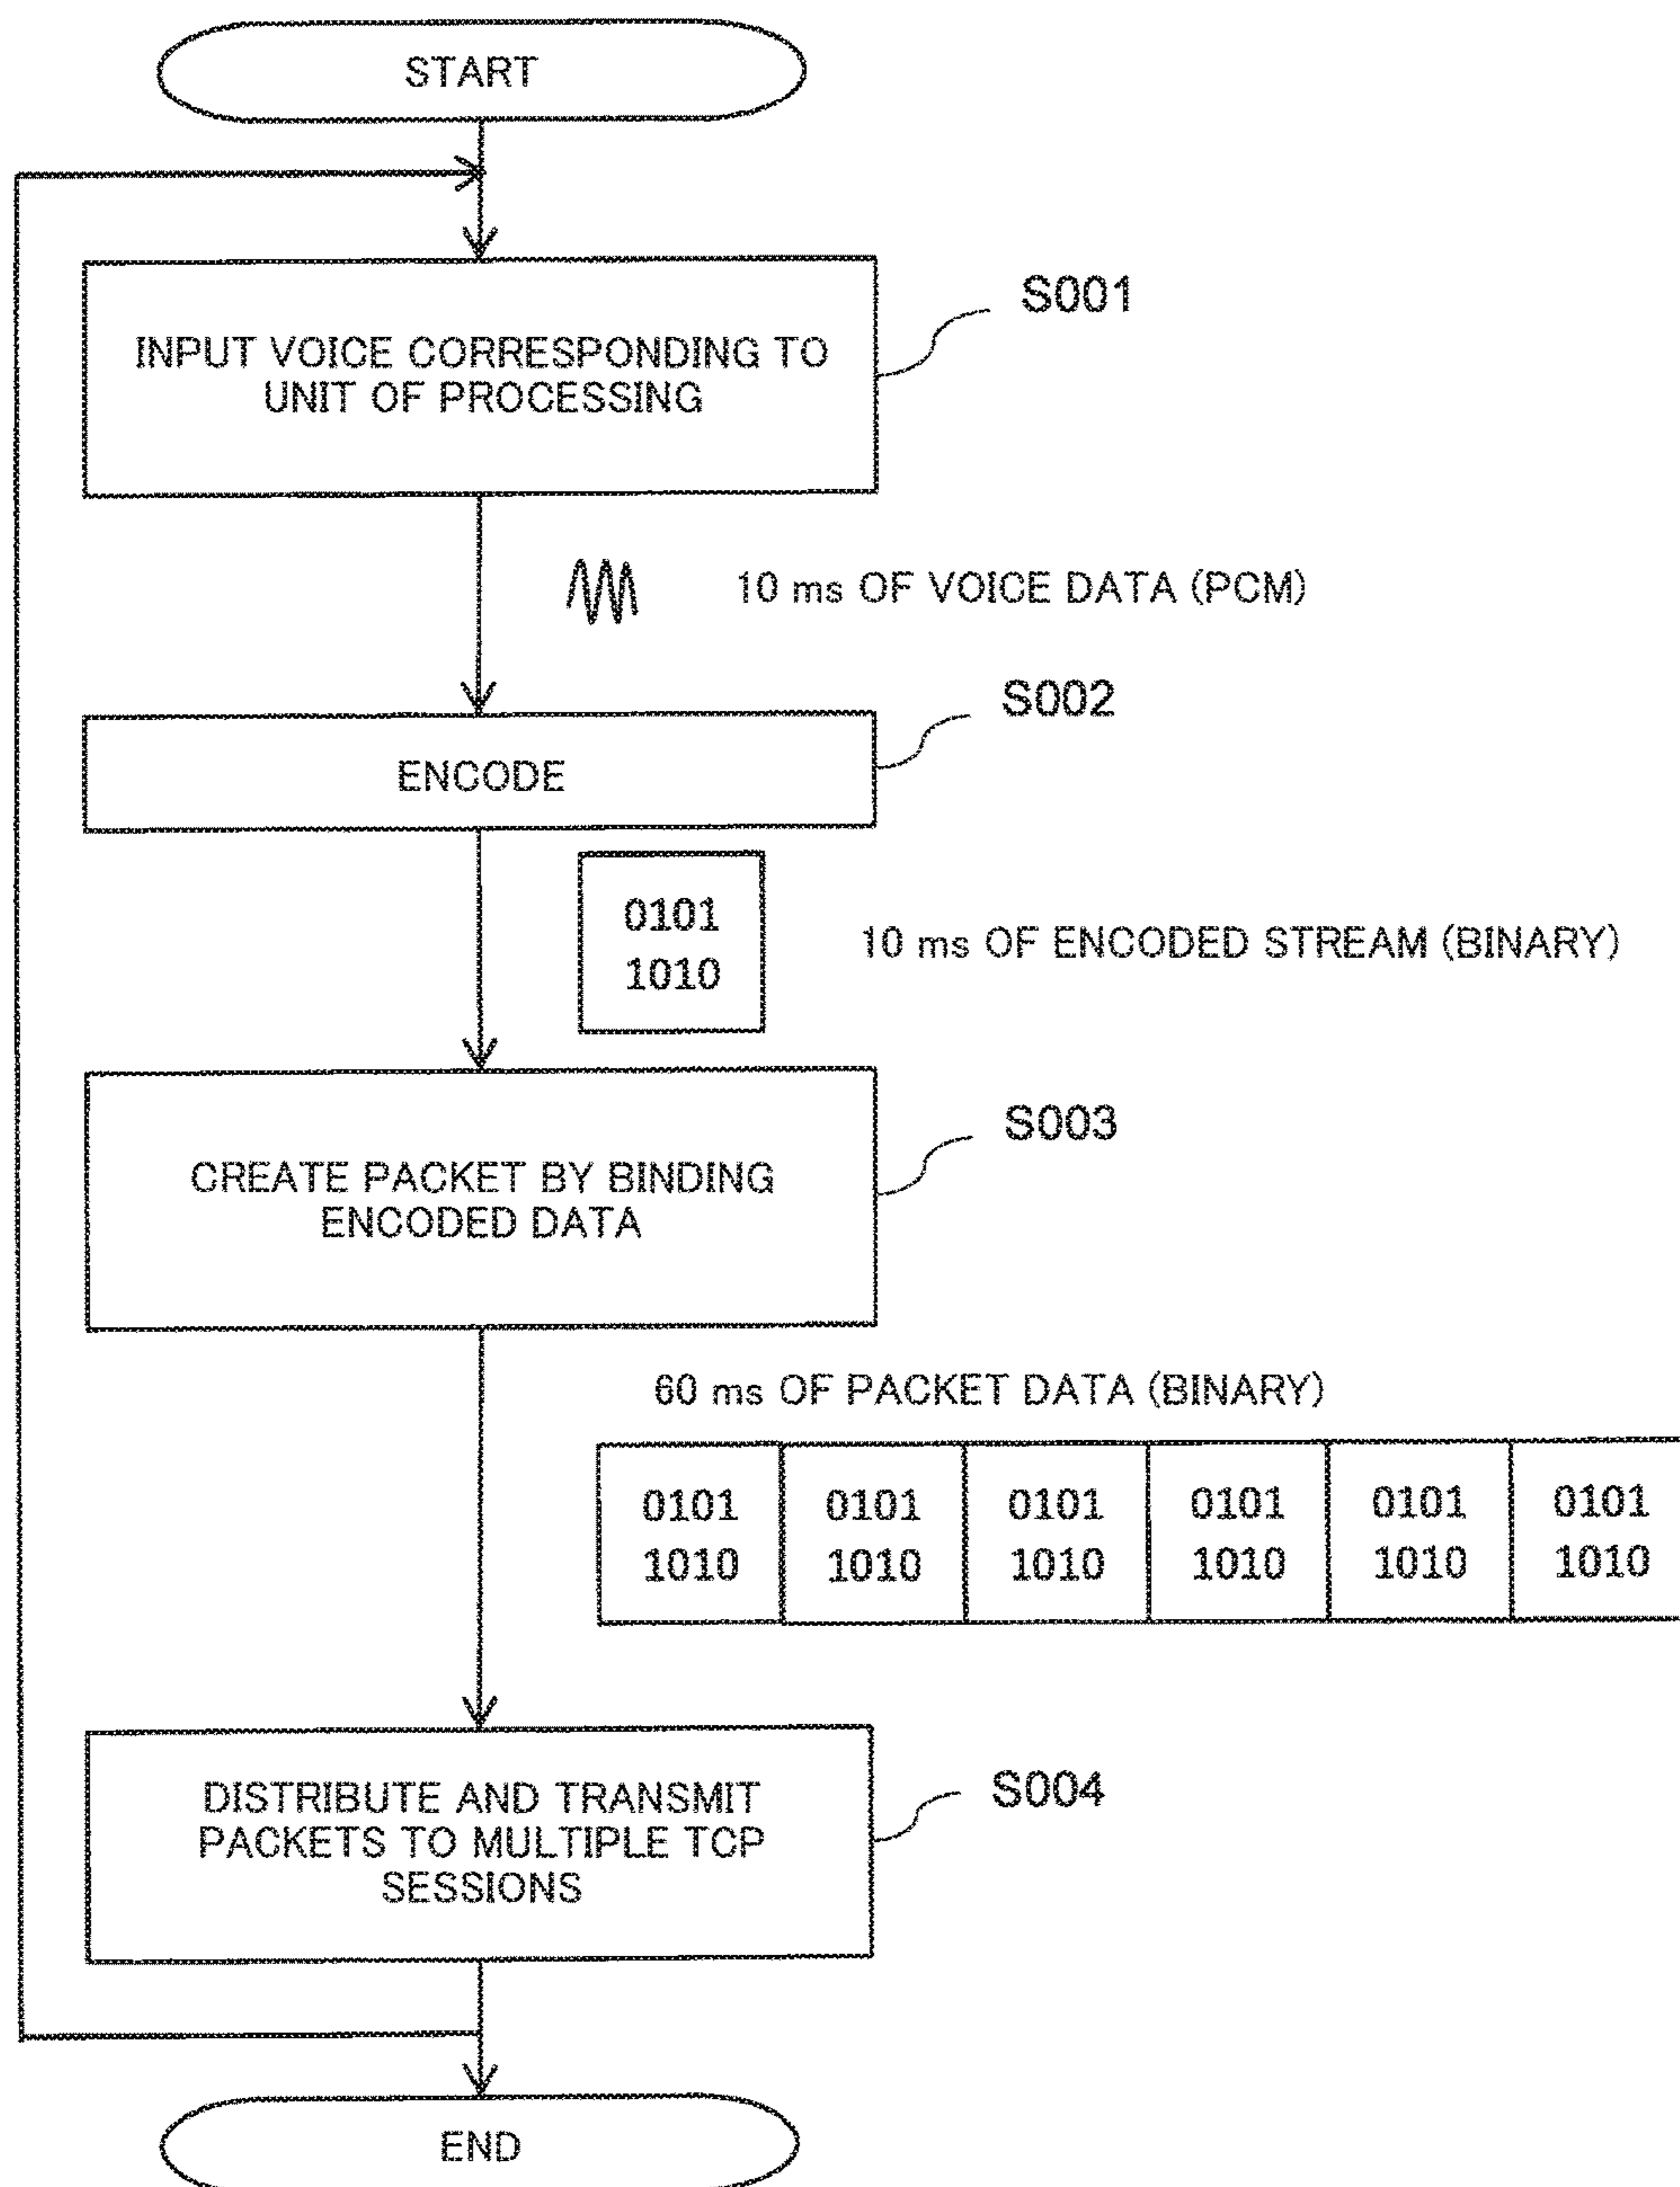 START
INPUT VOICE CORRESPONDING TO
UNIT OF PROCESSING
S001
10 ms OF VOICE DATA (PCM)
S002
ENCODE
0101
1010
10 ms OF ENCODED STREAM (BINARY)
S003
CREATE PACKET BY BINDING
ENCODED DATA
60 ms OF PACKET DATA (BINARY)
0101 0101 0101 0101 0101 0101
1010 1010 1010 1010 1010 1010
S004
DISTRIBUTE AND TRANSMIT
PACKETS TO MULTIPLE TCP
SESSIONS
END